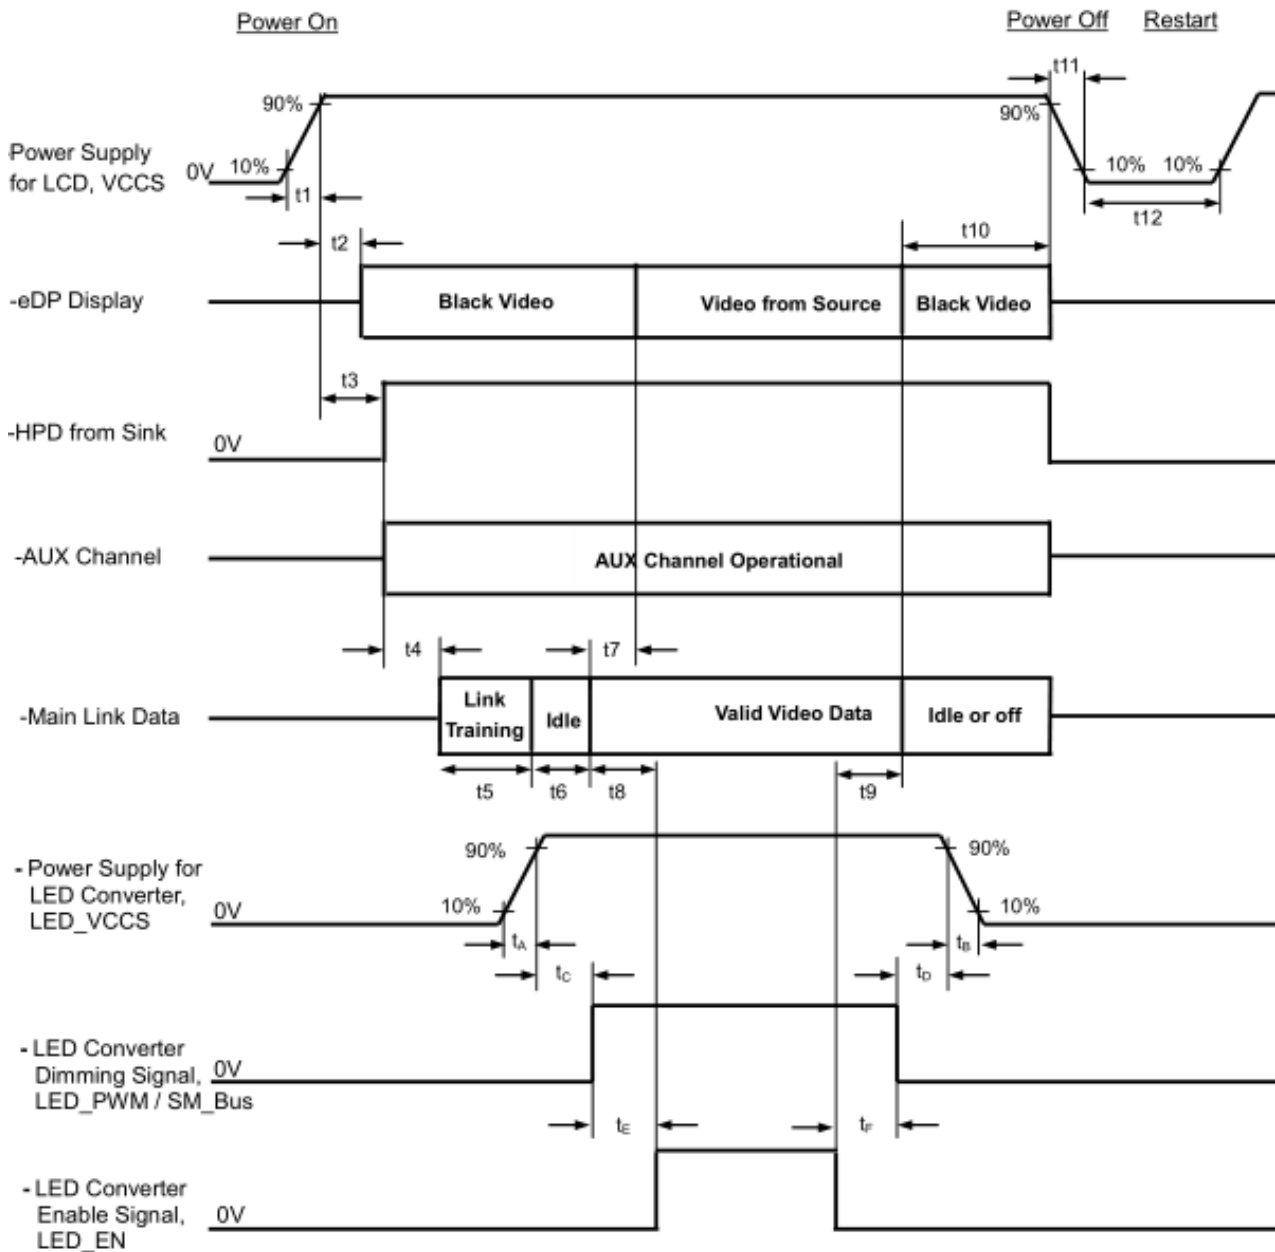 Power On
Power Off Restart
t11
90%
90%
-Power Supply
for LCD, VCCS
0V 10%
10% 10%
t1
t12
t2
t10
-eDP Display
Black Video
Video from Source
Black Video
t3
-HPD from Sink
0V
-AUX Channel
AUX Channel Operational
t4
t7
-Main Link Data
Link
Training
Idle
Valid Video Data
Idle or off
t5
t6
t8
t9
- Power Supply for
LED Converter,
LED_VCCS
0V
90%
10%
90%
10%
tA
tB
tC
tD
- LED Converter
Dimming Signal,
LED_PWM / SM_Bus
0V
tE
tF
- LED Converter
Enable Signal,
LED_EN
0V